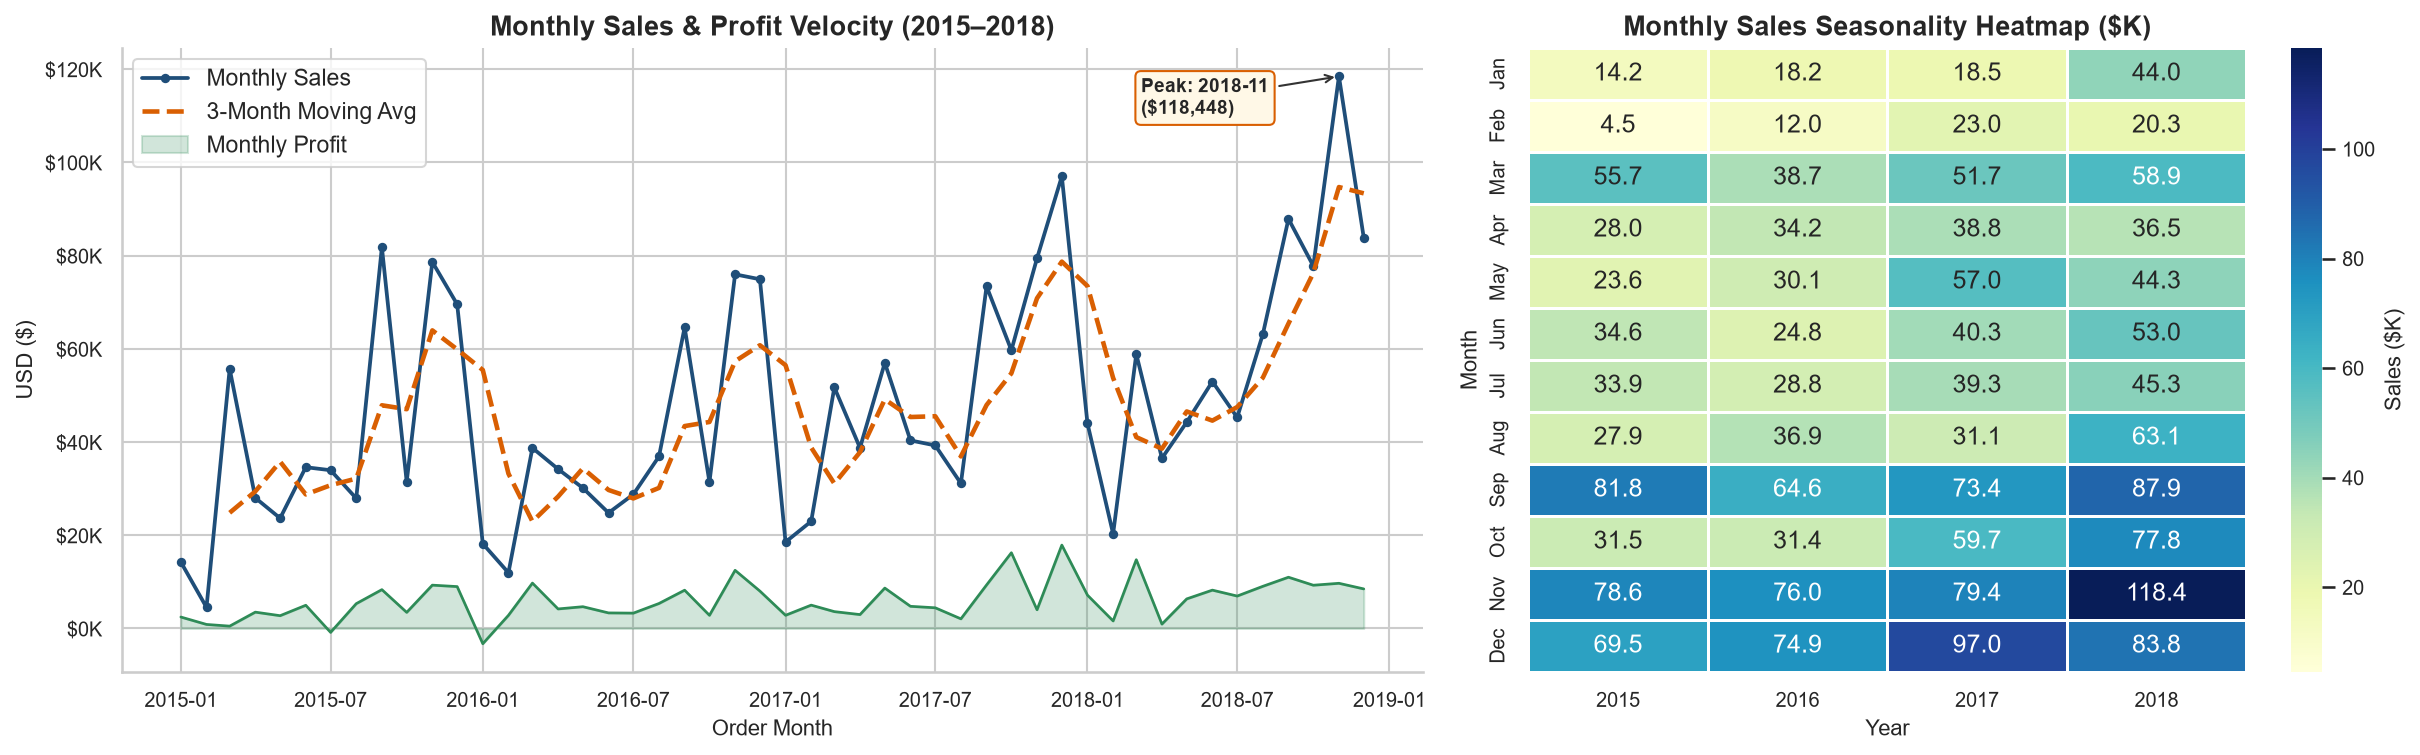 Monthly Sales & Profit Velocity (2015–2018)
Monthly Sales
3-Month Moving Avg
Monthly Profit
Peak: 2018-11
($118,448)
$120K
$100K
$80K
$60K
$40K
$20K
$0K
USD ($)
2015-01 2015-07 2016-01 2016-07 2017-01 2017-07 2018-01 2018-07 2019-01
Order Month
Monthly Sales Seasonality Heatmap ($K)
Jan 14.2 18.2 18.5 44.0
Feb 4.5 12.0 23.0 20.3
Mar 55.7 38.7 51.7 58.9
Apr 28.0 34.2 38.8 36.5
May 23.6 30.1 57.0 44.3
Jun 34.6 24.8 40.3 53.0
Jul 33.9 28.8 39.3 45.3
Aug 27.9 36.9 31.1 63.1
Sep 81.8 64.6 73.4 87.9
Oct 31.5 31.4 59.7 77.8
Nov 78.6 76.0 79.4 118.4
Dec 69.5 74.9 97.0 83.8
Month
2015 2016 2017 2018
Year
100
80
60
40
20
Sales ($K)